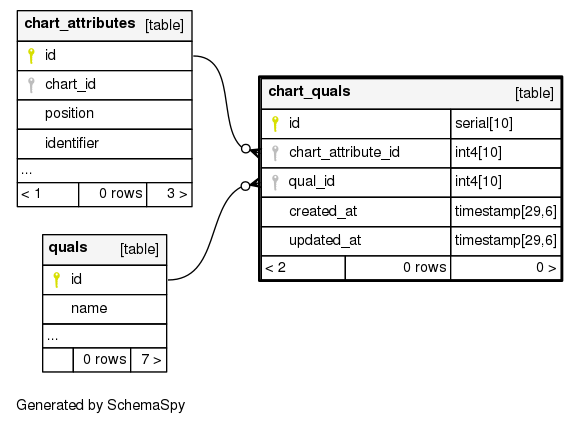 chart_attributes [table]
id
chart_id
position
identifier
...
< 1 0 rows 3 >
chart_quals [table]
id serial[10]
chart_attribute_id int4[10]
qual_id int4[10]
created_at timestamp[29,6]
updated_at timestamp[29,6]
< 2 0 rows 0 >
quals [table]
id
name
...
0 rows 7 >
Generated by SchemaSpy